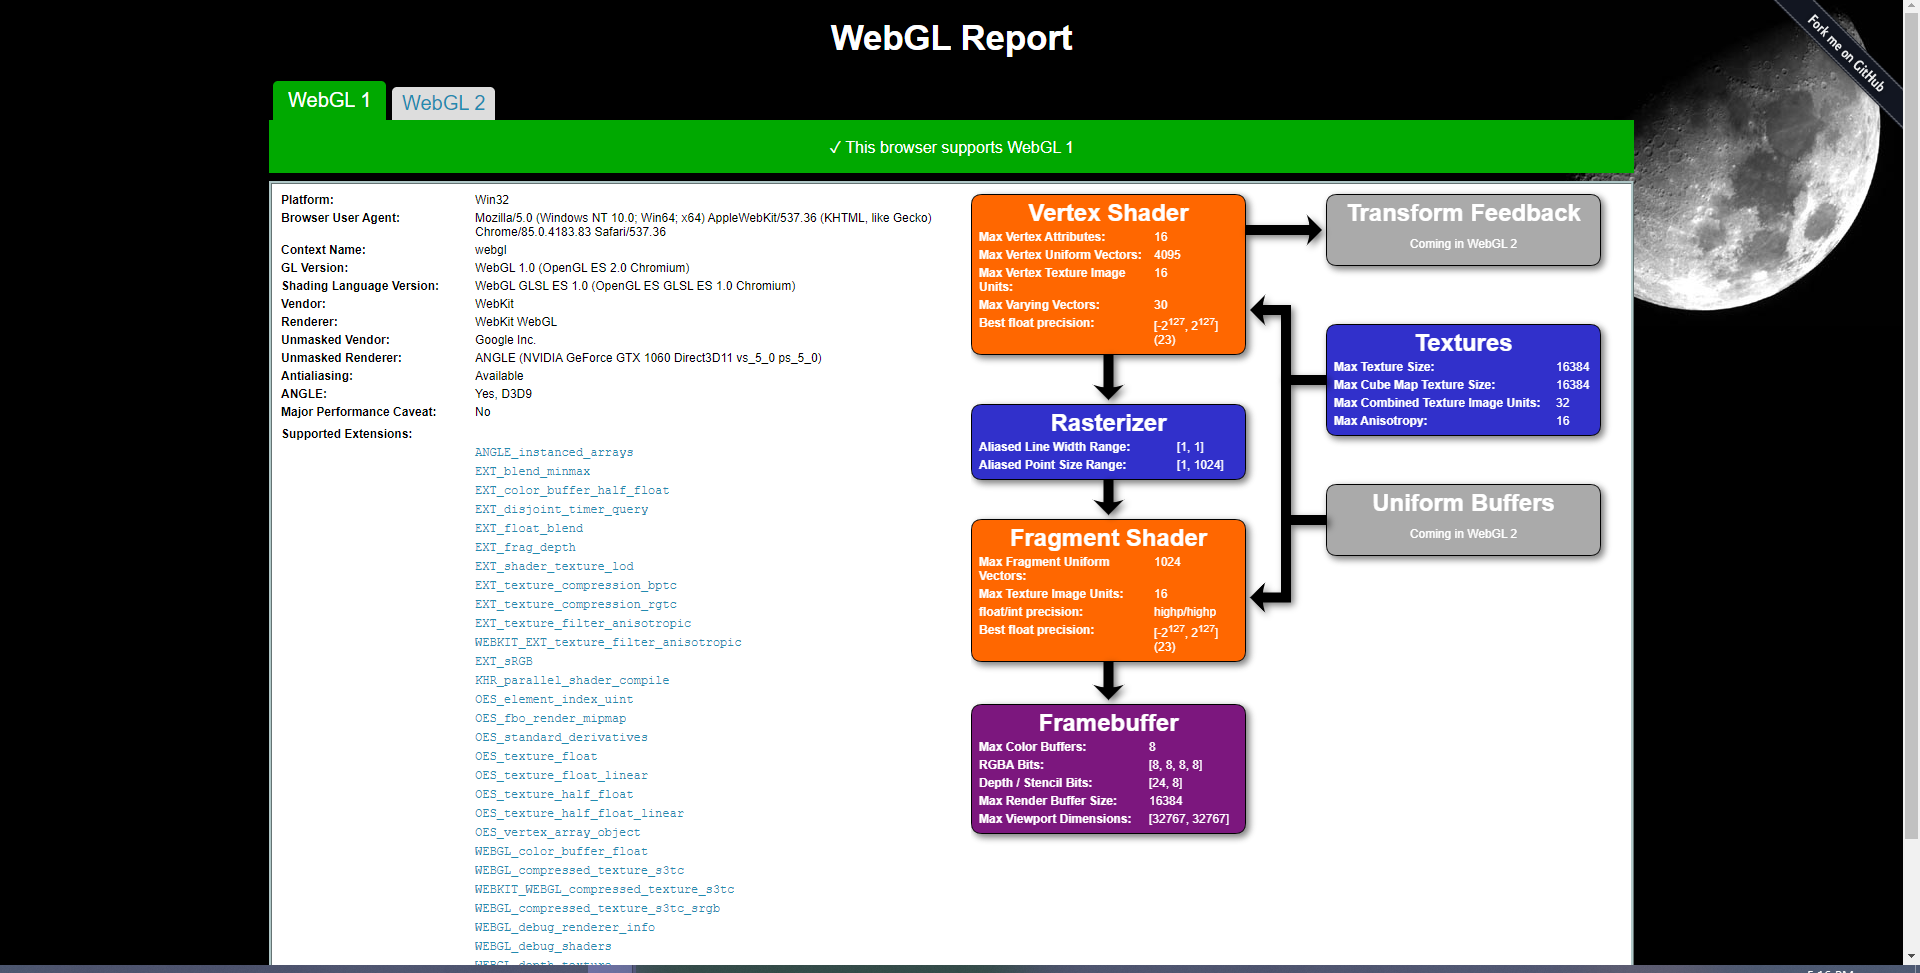 WebGL Report
Fork me on GitHub
WebGL 1
WebGL 2
✓ This browser supports WebGL 1
Platform: Win32
Browser User Agent: Mozilla/5.0 (Windows NT 10.0; Win64; x64) AppleWebKit/537.36 (KHTML, like Gecko)
Chrome/85.0.4183.83 Safari/537.36
Context Name: webgl
GL Version: WebGL 1.0 (OpenGL ES 2.0 Chromium)
Shading Language Version: WebGL GLSL ES 1.0 (OpenGL ES GLSL ES 1.0 Chromium)
Vendor: WebKit
Renderer: WebKit WebGL
Unmasked Vendor: Google Inc.
Unmasked Renderer: ANGLE (NVIDIA GeForce GTX 1060 Direct3D11 vs_5_0 ps_5_0)
Antialiasing: Available
ANGLE: Yes, D3D9
Major Performance Caveat: No
Supported Extensions:
ANGLE_instanced_arrays
EXT_blend_minmax
EXT_color_buffer_half_float
EXT_disjoint_timer_query
EXT_float_blend
EXT_frag_depth
EXT_shader_texture_lod
EXT_texture_compression_bptc
EXT_texture_compression_rgtc
EXT_texture_filter_anisotropic
WEBKIT_EXT_texture_filter_anisotropic
EXT_sRGB
KHR_parallel_shader_compile
OES_element_index_uint
OES_fbo_render_mipmap
OES_standard_derivatives
OES_texture_float
OES_texture_float_linear
OES_texture_half_float
OES_texture_half_float_linear
OES_vertex_array_object
WEBGL_color_buffer_float
WEBGL_compressed_texture_s3tc
WEBKIT_WEBGL_compressed_texture_s3tc
WEBGL_compressed_texture_s3tc_srgb
WEBGL_debug_renderer_info
WEBGL_debug_shaders
WEBGL_depth_texture
Vertex Shader
Max Vertex Attributes: 16
Max Vertex Uniform Vectors: 4095
Max Vertex Texture Image 16
Units:
Max Varying Vectors: 30
Best float precision: [-2^127, 2^127]
(23)
Rasterizer
Aliased Line Width Range: [1, 1]
Aliased Point Size Range: [1, 1024]
Fragment Shader
Max Fragment Uniform 1024
Vectors:
Max Texture Image Units: 16
float/int precision: highp/highp
Best float precision: [-2^127, 2^127]
(23)
Framebuffer
Max Color Buffers: 8
RGBA Bits: [8, 8, 8, 8]
Depth / Stencil Bits: [24, 8]
Max Render Buffer Size: 16384
Max Viewport Dimensions: [32767, 32767]
Transform Feedback
Coming in WebGL 2
Textures
Max Texture Size: 16384
Max Cube Map Texture Size: 16384
Max Combined Texture Image Units: 32
Max Anisotropy: 16
Uniform Buffers
Coming in WebGL 2